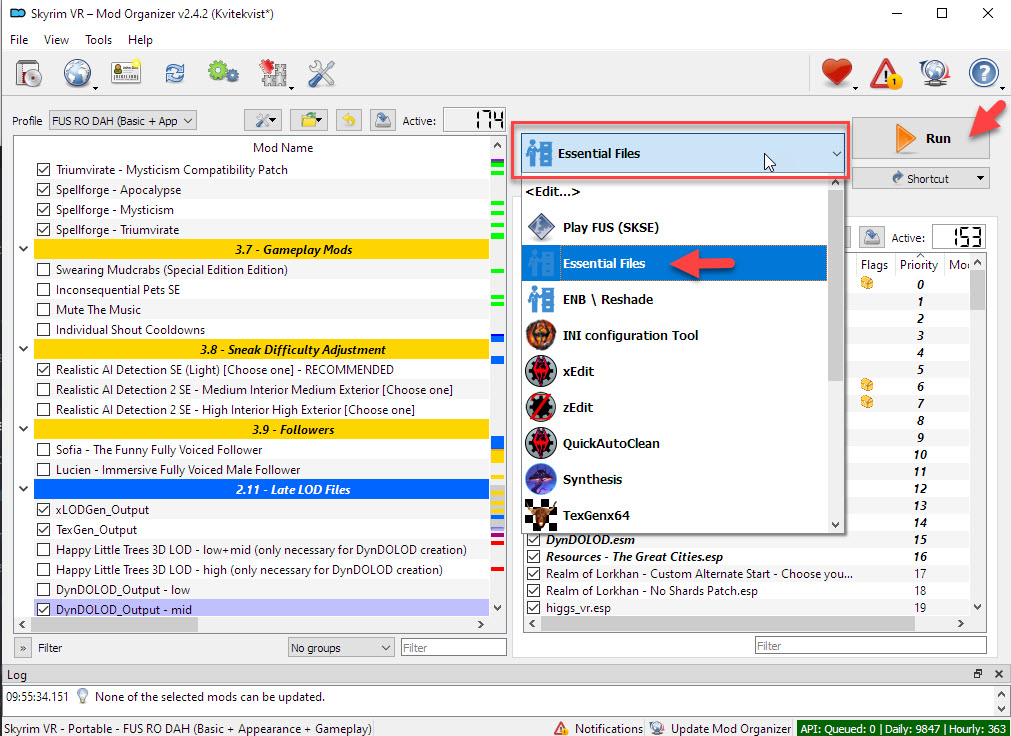 Skyrim VR – Mod Organizer v2.4.2 (Kvitekvist*)
File View Tools Help
Profile FUS RO DAH (Basic + App Active: 174
Mod Name
Triumvirate - Mysticism Compatibility Patch
Spellforge - Apocalypse
Spellforge - Mysticism
Spellforge - Triumvirate
3.7 - Gameplay Mods
Swearing Mudcrabs (Special Edition Edition)
Inconsequential Pets SE
Mute The Music
Individual Shout Cooldowns
3.8 - Sneak Difficulty Adjustment
Realistic AI Detection SE (Light) [Choose one] - RECOMMENDED
Realistic AI Detection 2 SE - Medium Interior Medium Exterior [Choose one]
Realistic AI Detection 2 SE - High Interior High Exterior [Choose one]
3.9 - Followers
Sofia - The Funny Fully Voiced Follower
Lucien - Immersive Fully Voiced Male Follower
2.11 - Late LOD Files
xLODGen_Output
TexGen_Output
Happy Little Trees 3D LOD - low+mid (only necessary for DynDOLOD creation)
Happy Little Trees 3D LOD - high (only necessary for DynDOLOD creation)
DynDOLOD_Output - low
DynDOLOD_Output - mid
» Filter No groups Filter
Essential Files
Run
Shortcut
<Edit...>
Play FUS (SKSE)
Essential Files
ENB \ Reshade
INI configuration Tool
xEdit
zEdit
QuickAutoClean
Synthesis
TexGenx64
Active: 153
Flags Priority Mo
0
1
2
3
4
5
6
7
8
9
10
11
12
13
14
DynDOLOD.esm 15
Resources - The Great Cities.esp 16
Realm of Lorkhan - Custom Alternate Start - Choose you... 17
Realm of Lorkhan - No Shards Patch.esp 18
higgs_vr.esp 19
Filter
Log
09:55:34.151 None of the selected mods can be updated.
Skyrim VR - Portable - FUS RO DAH (Basic + Appearance + Gameplay) Notifications Update Mod Organizer API: Queued: 0 | Daily: 9847 | Hourly: 363